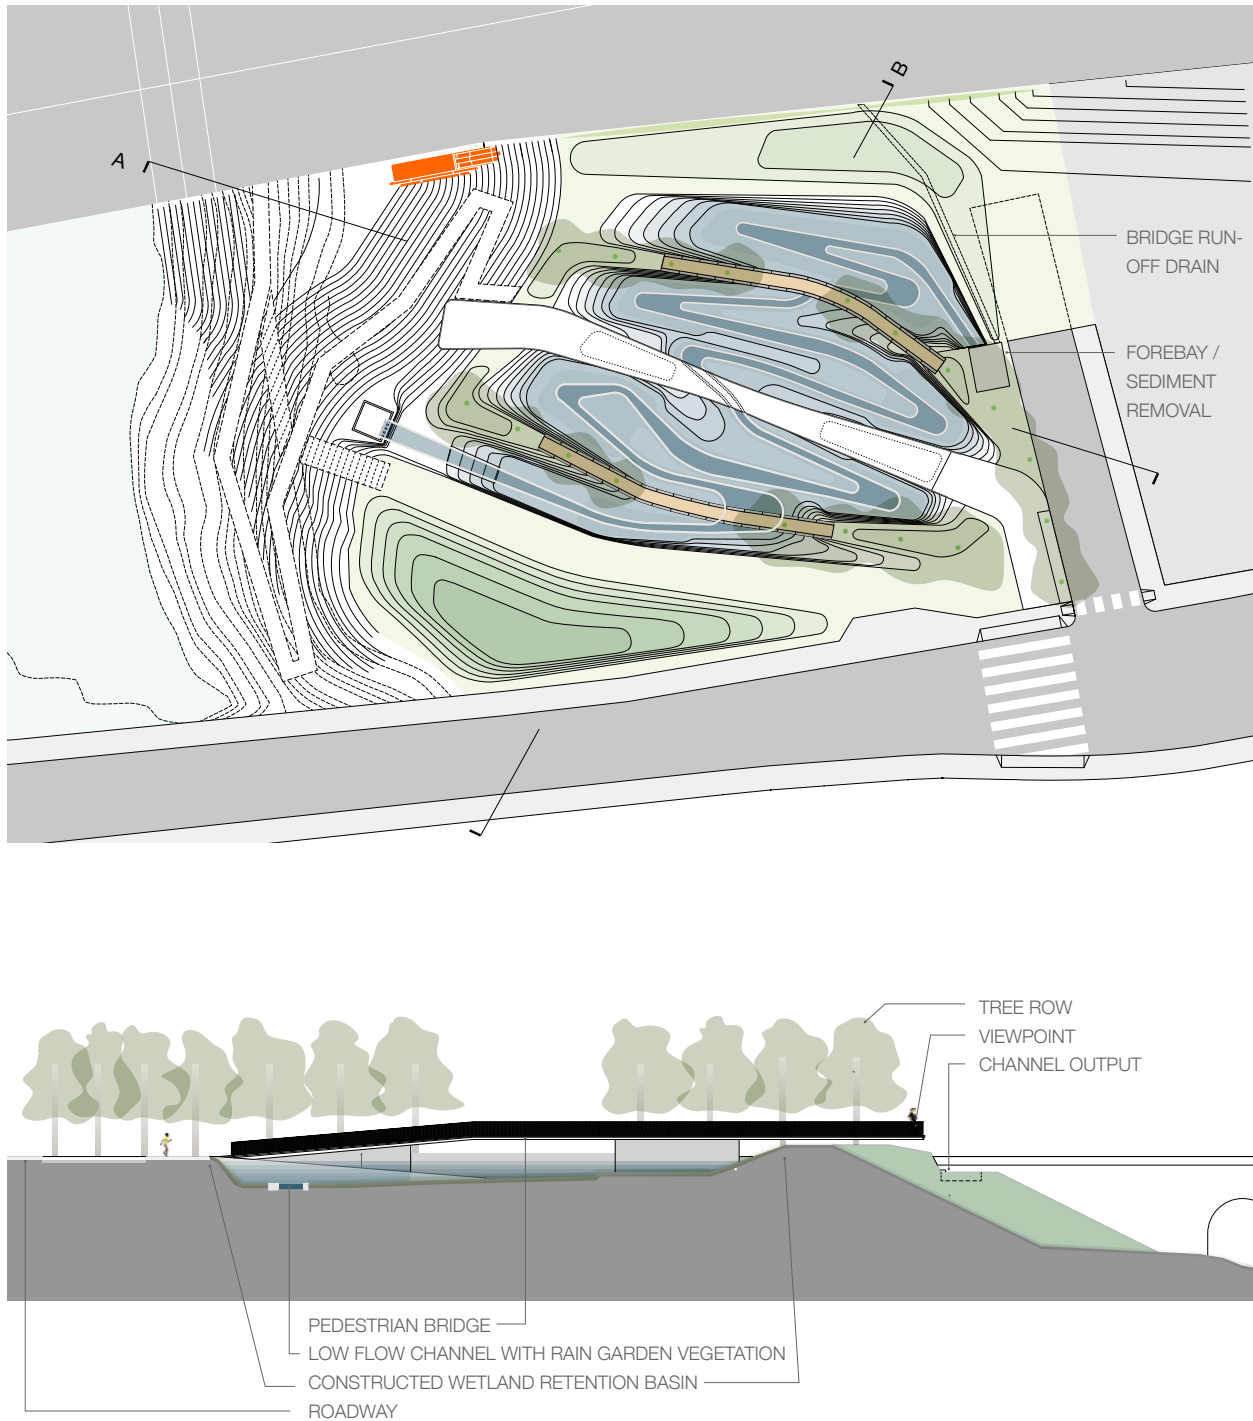 A
B
BRIDGE RUN-
OFF DRAIN
FOREBAY /
SEDIMENT
REMOVAL
TREE ROW
VIEWPOINT
CHANNEL OUTPUT
PEDESTRIAN BRIDGE
LOW FLOW CHANNEL WITH RAIN GARDEN VEGETATION
CONSTRUCTED WETLAND RETENTION BASIN
ROADWAY